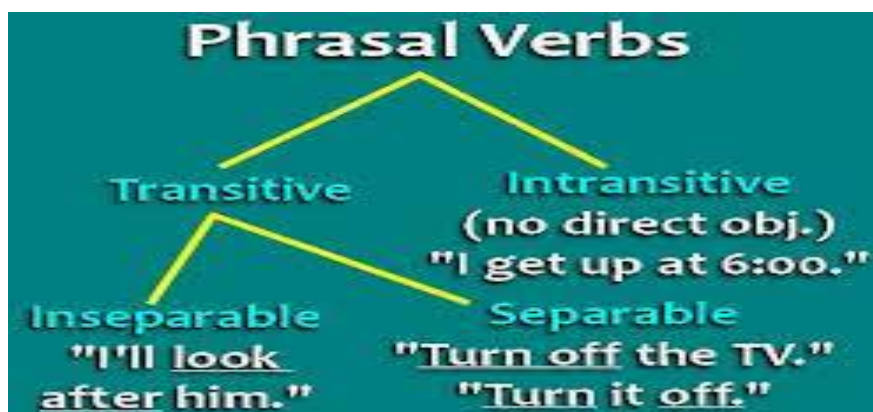 Phrasal Verbs
Transitive
Intransitive
(no direct obj.)
"I get up at 6:00."
Inseparable
"I'll look
after him."
Separable
"Turn off the TV."
"Turn it off."